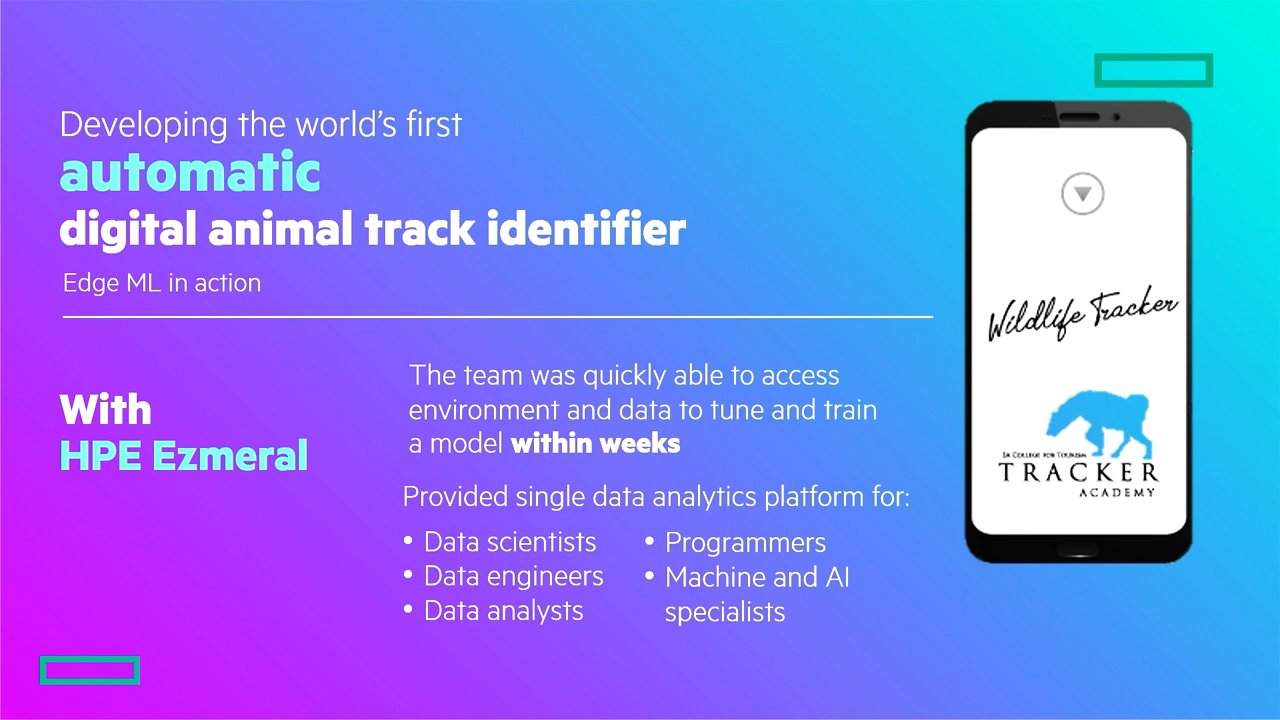 Developing the world's first
automatic
digital animal track identifier
Edge ML in action
With
HPE Ezmeral
The team was quickly able to access
environment and data to tune and train
a model within weeks
Provided single data analytics platform for:
• Data scientists
• Data engineers
• Data analysts
• Programmers
• Machine and AI
specialists
Wildlife Tracker
SA College for Tourism
TRACKER
ACADEMY